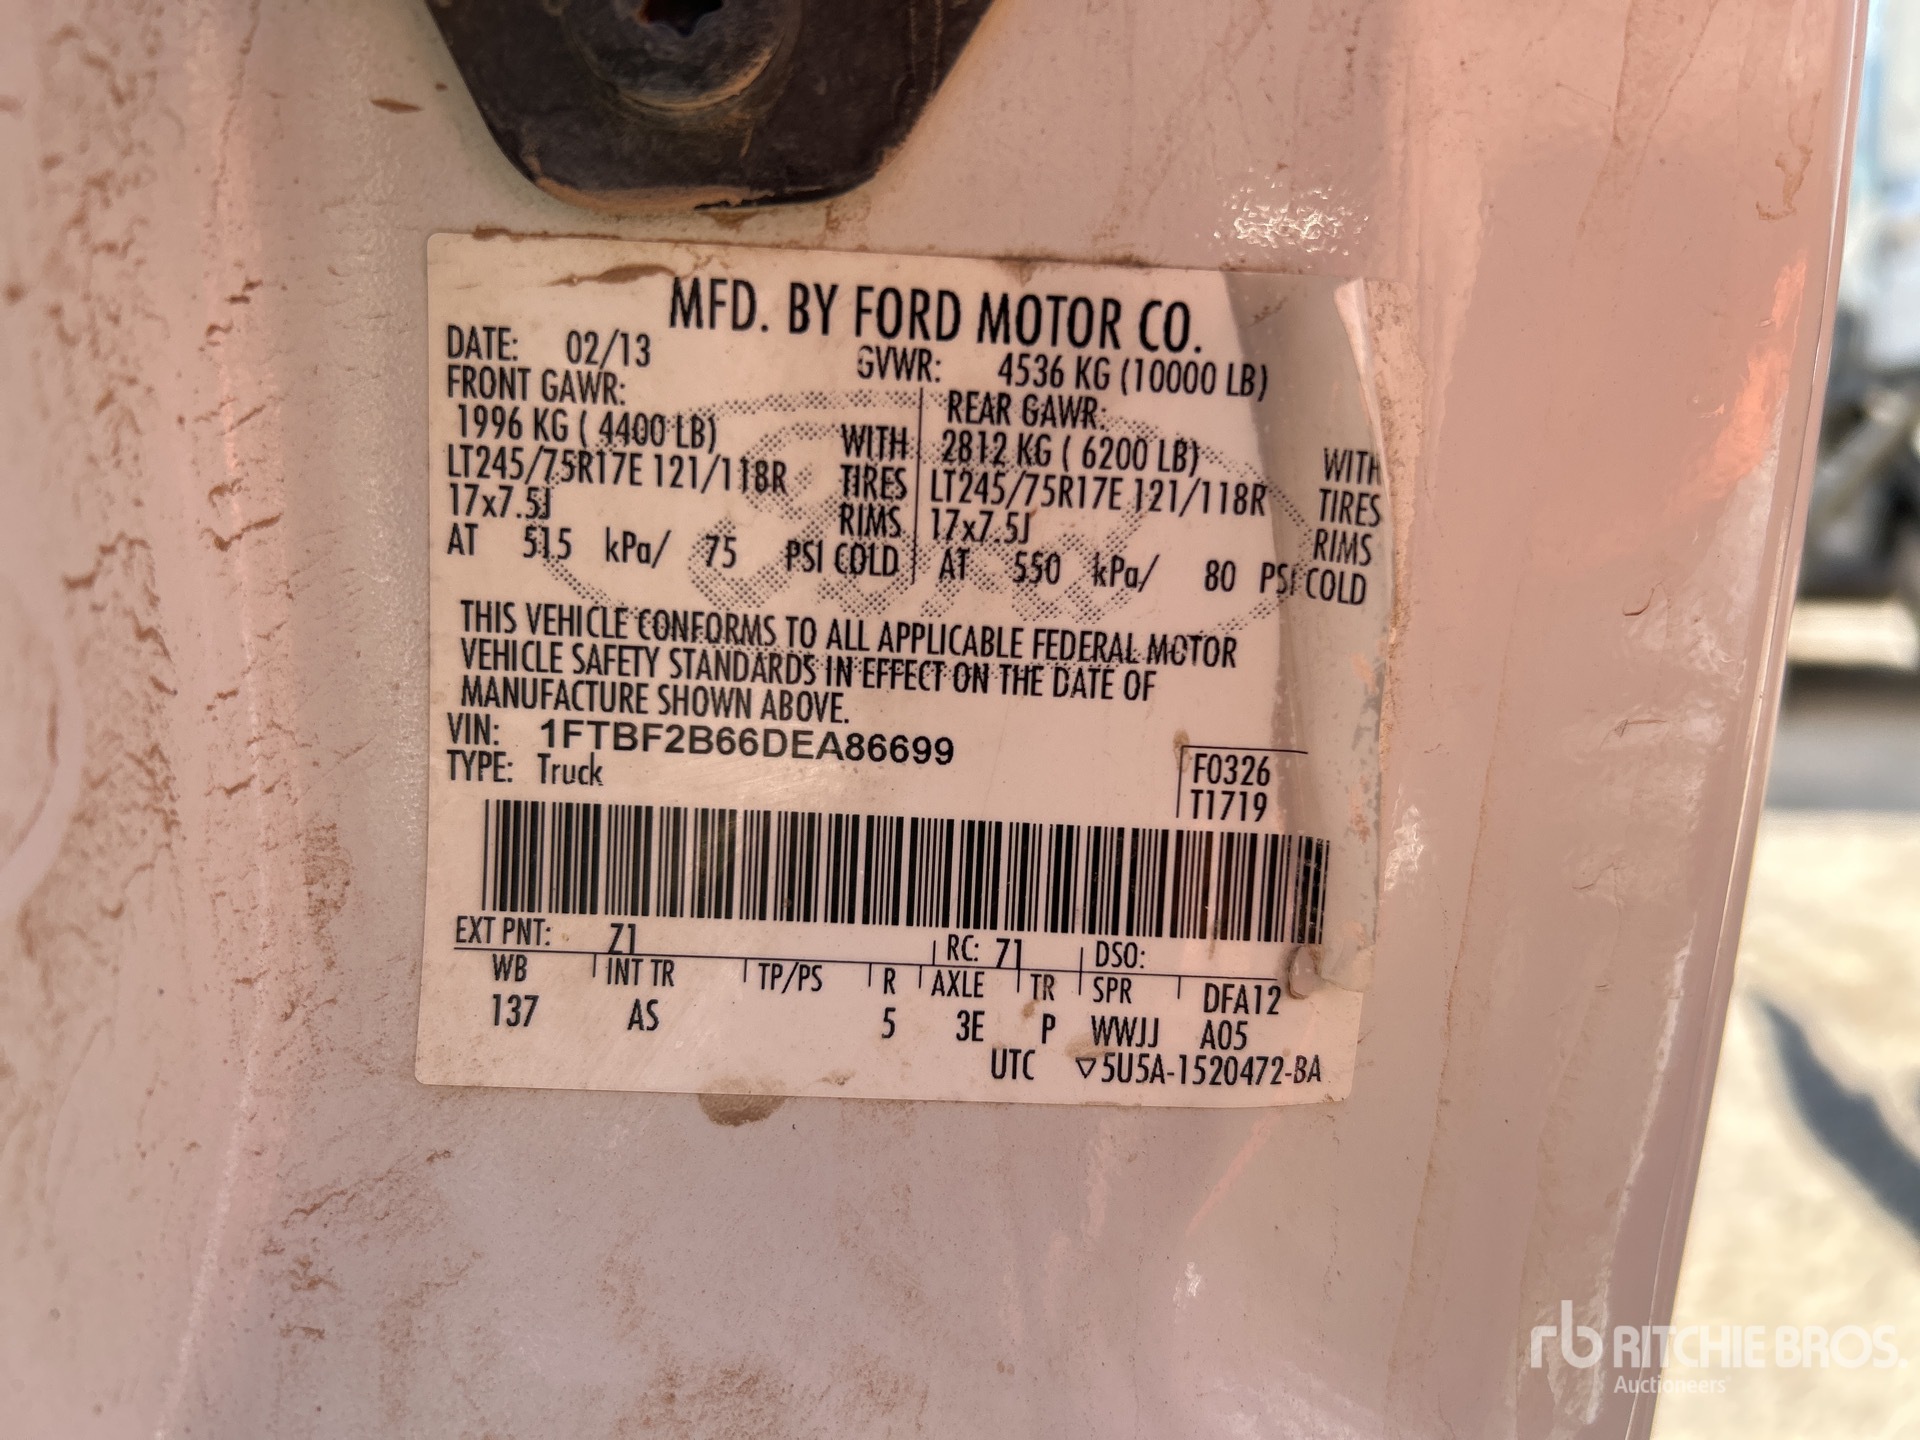 MFD. BY FORD MOTOR CO.
DATE: 02/13 GVWR: 4536 KG (10000 LB)
FRONT GAWR: REAR GAWR:
1996 KG ( 4400 LB) WITH 2812 KG ( 6200 LB) WITH
LT245/75R17E 121/118R TIRES LT245/75R17E 121/118R TIRES
17x7.5J RIMS 17x7.5J RIMS
AT 515 kPa/ 75 PSI COLD AT 550 kPa/ 80 PSI COLD
THIS VEHICLE CONFORMS TO ALL APPLICABLE FEDERAL MOTOR
VEHICLE SAFETY STANDARDS IN EFFECT ON THE DATE OF
MANUFACTURE SHOWN ABOVE.
VIN: 1FTBF2B66DEA86699
TYPE: Truck
F0326
T1719
EXT PNT: Z1 RC: 71 DSO:
WB INT TR TP/PS R AXLE TR SPR DFA12
137 AS 5 3E P WWJJ A05
UTC ▽5U5A-1520472-BA
rb RITCHIE BROS.
Auctioneers